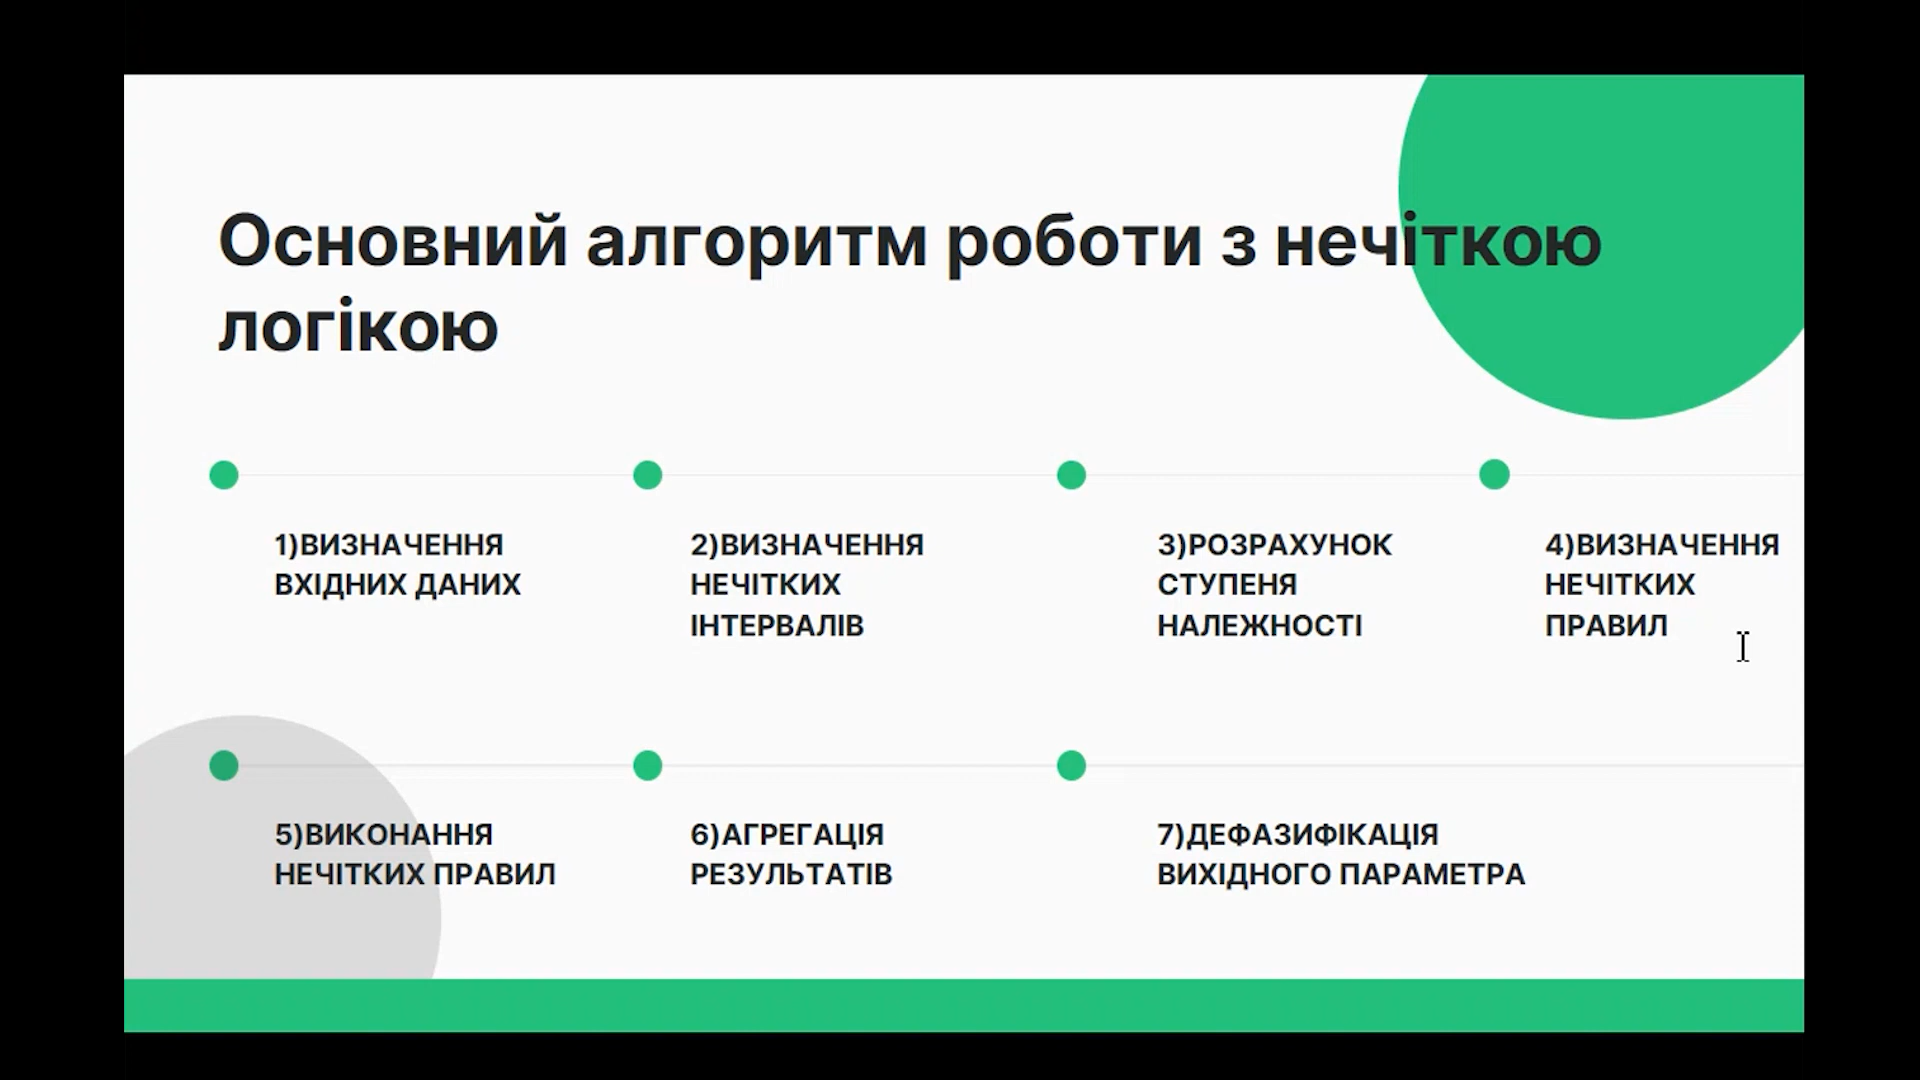 Основний алгоритм роботи з нечіткою
логікою
1)ВИЗНАЧЕННЯ
ВХІДНИХ ДАНИХ
2)ВИЗНАЧЕННЯ
НЕЧІТКИХ
ІНТЕРВАЛІВ
3)РОЗРАХУНОК
СТУПЕНЯ
НАЛЕЖНОСТІ
4)ВИЗНАЧЕННЯ
НЕЧІТКИХ
ПРАВИЛ
5)ВИКОНАННЯ
НЕЧІТКИХ ПРАВИЛ
6)АГРЕГАЦІЯ
РЕЗУЛЬТАТІВ
7)ДЕФАЗИФІКАЦІЯ
ВИХІДНОГО ПАРАМЕТРА